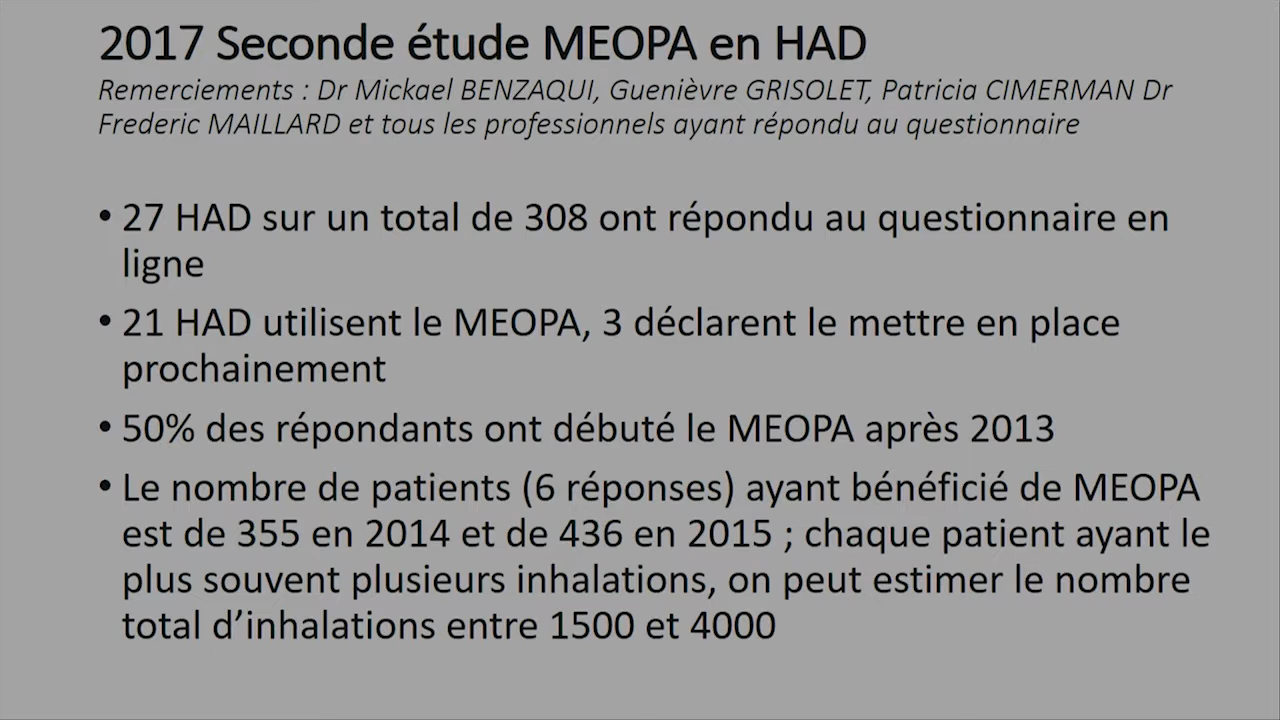 2017 Seconde étude MEOPA en HAD
Remerciements : Dr Mickael BENZAQUI, Guenièvre GRISOLET, Patricia CIMERMAN Dr
Frederic MAILLARD et tous les professionnels ayant répondu au questionnaire
• 27 HAD sur un total de 308 ont répondu au questionnaire en
ligne
• 21 HAD utilisent le MEOPA, 3 déclarent le mettre en place
prochainement
• 50% des répondants ont débuté le MEOPA après 2013
• Le nombre de patients (6 réponses) ayant bénéficié de MEOPA
est de 355 en 2014 et de 436 en 2015 ; chaque patient ayant le
plus souvent plusieurs inhalations, on peut estimer le nombre
total d’inhalations entre 1500 et 4000